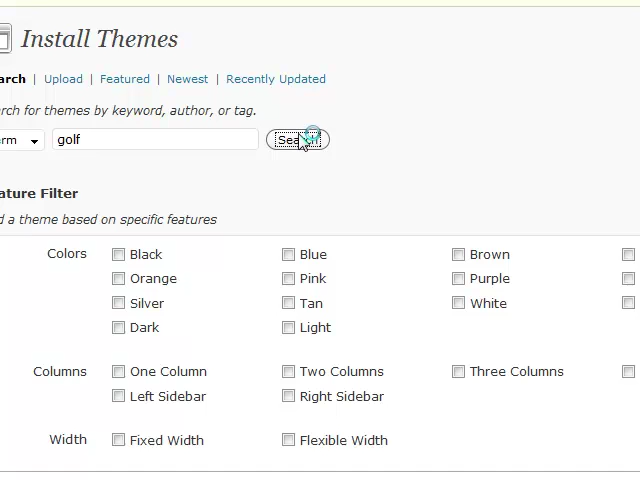 Install Themes
arch | Upload | Featured | Newest | Recently Updated
rch for themes by keyword, author, or tag.
rm golf Search
ature Filter
d a theme based on specific features
Colors Black Blue Brown
Orange Pink Purple
Silver Tan White
Dark Light
Columns One Column Two Columns Three Columns
Left Sidebar Right Sidebar
Width Fixed Width Flexible Width